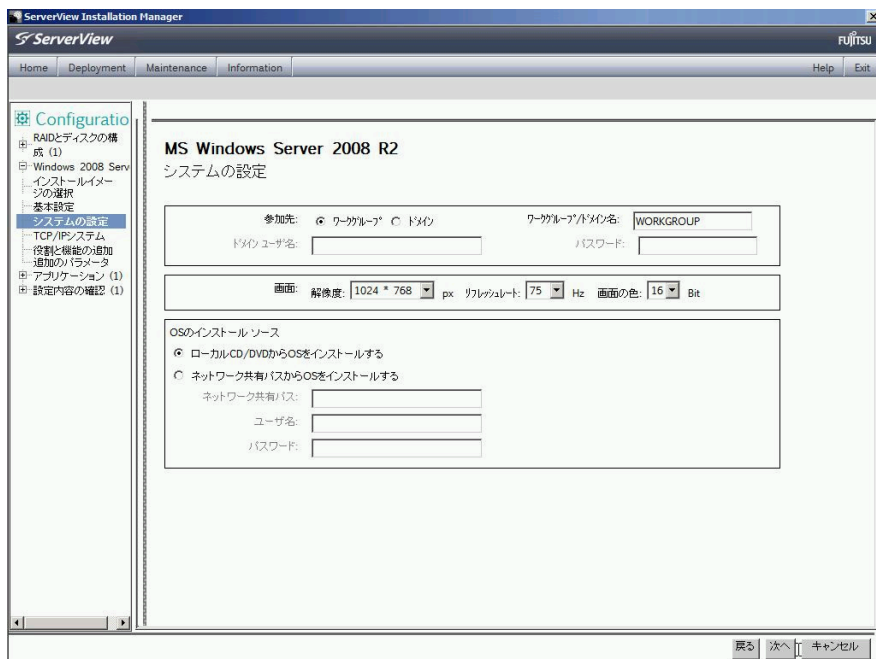 ServerView Installation Manager
ServerView
FUJITSU
Home Deployment Maintenance Information Help Exit
Configuratio
RAIDとディスクの構
成 (1)
Windows 2008 Serv
インストールイメー
ジの選択
基本設定
システムの設定
TCP/IPシステム
役割と機能の追加
追加のパラメータ
アプリケーション (1)
設定内容の確認 (1)
MS Windows Server 2008 R2
システムの設定
参加先: ワークグループ ドメイン ワークグループ/ドメイン名: WORKGROUP
ドメイン ユーザ名: パスワード:
画面: 解像度: 1024 * 768 px リフレッシュレート: 75 Hz 画面の色: 16 Bit
OSのインストール ソース
ローカルCD/DVDからOSをインストールする
ネットワーク共有パスからOSをインストールする
ネットワーク共有パス:
ユーザ名:
パスワード:
戻る 次へ キャンセル